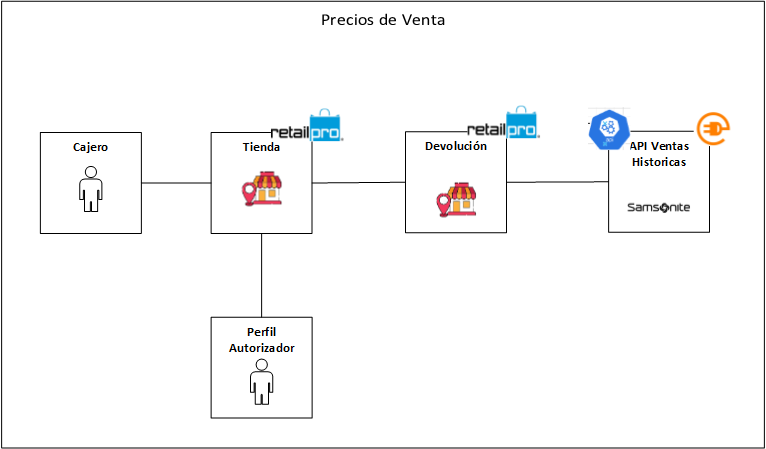 Precios de Venta
retailpro
retailpro
Cajero
Tienda
Devolución
API Ventas
Historicas
Samsonite
Perfil
Autorizador